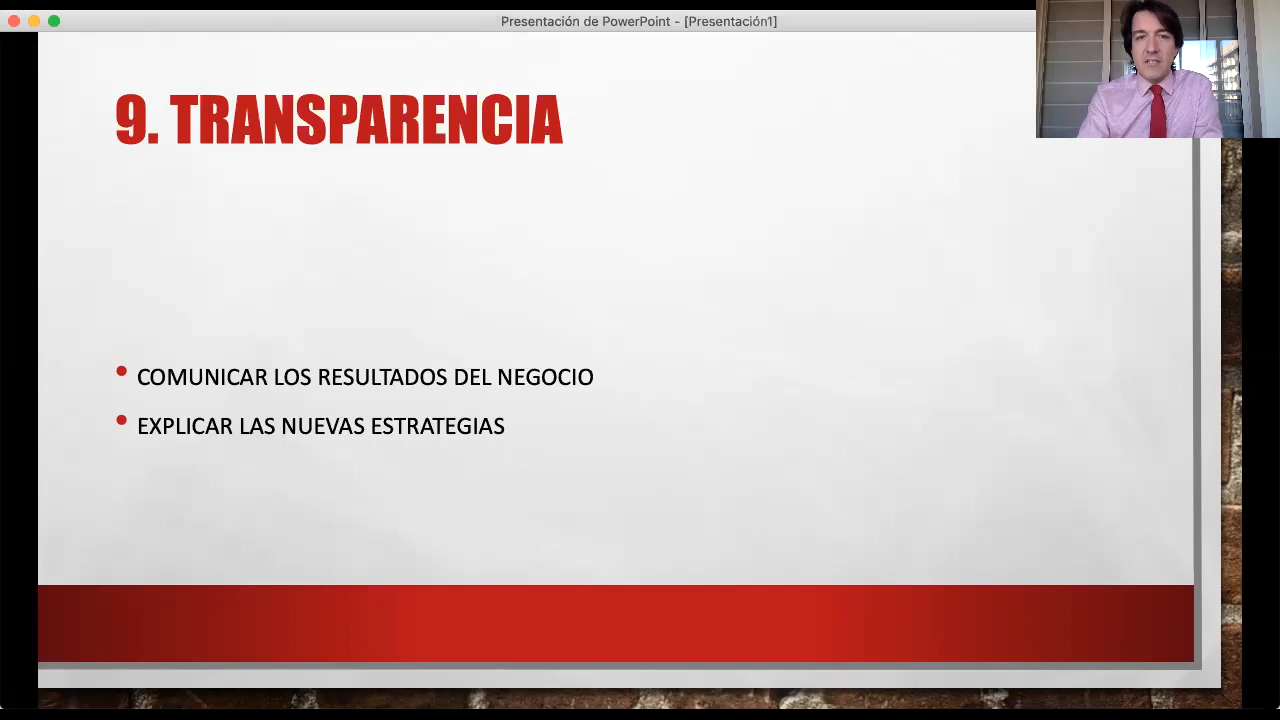 Presentación de PowerPoint - [Presentación1]
9. TRANSPARENCIA
• COMUNICAR LOS RESULTADOS DEL NEGOCIO
• EXPLICAR LAS NUEVAS ESTRATEGIAS